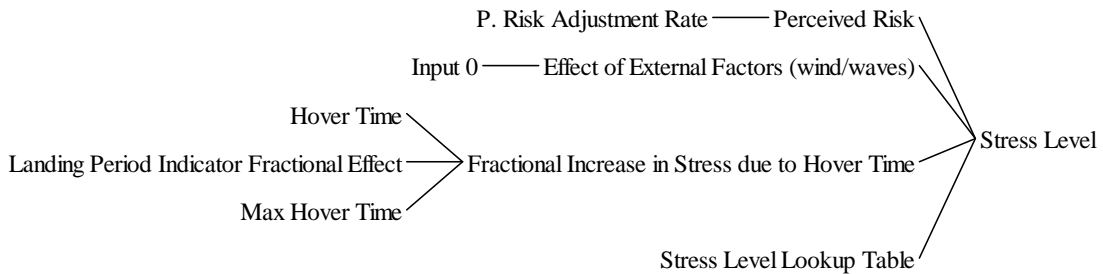 P. Risk Adjustment Rate Perceived Risk
Input 0 Effect of External Factors (wind/waves)
Hover Time
Stress Level
Landing Period Indicator Fractional Effect Fractional Increase in Stress due to Hover Time
Max Hover Time
Stress Level Lookup Table